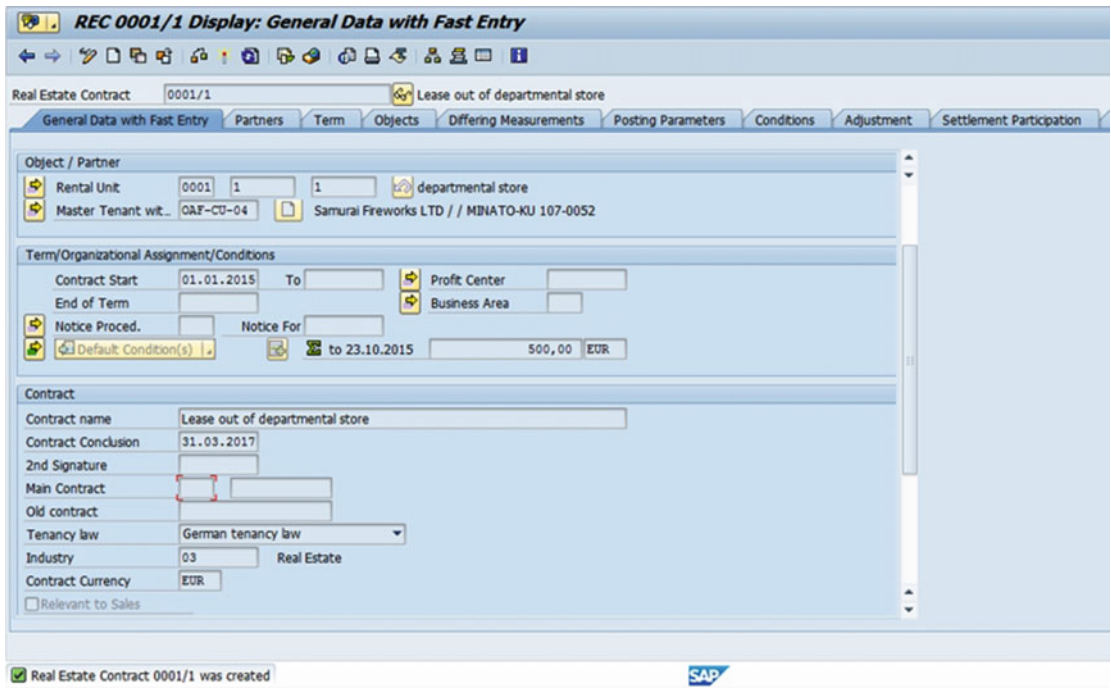 REC 0001/1 Display: General Data with Fast Entry
Real Estate Contract 0001/1 Lease out of departmental store
General Data with Fast Entry Partners Term Objects Differing Measurements Posting Parameters Conditions Adjustment Settlement Participation
Object / Partner
Rental Unit 0001 1 1 departmental store
Master Tenant wit... OAF-CU-04 Samurai Fireworks LTD / / MINATO-KU 107-0052
Term/Organizational Assignment/Conditions
Contract Start 01.01.2015 To Profit Center
End of Term Business Area
Notice Proced. Notice For
Default Condition(s) to 23.10.2015 500,00 EUR
Contract
Contract name Lease out of departmental store
Contract Conclusion 31.03.2017
2nd Signature
Main Contract
Old contract
Tenancy law German tenancy law
Industry 03 Real Estate
Contract Currency EUR
Relevant to Sales
Real Estate Contract 0001/1 was created SAP